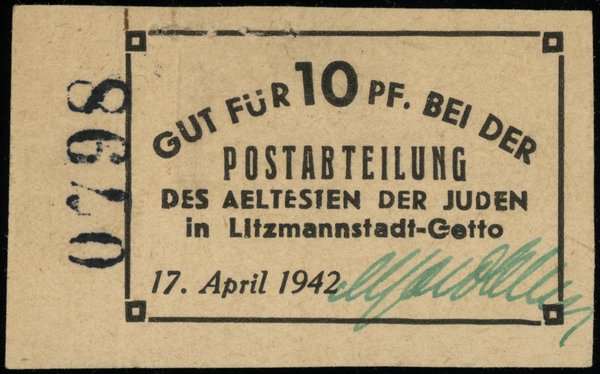 0798
GUT FÜR 10 PF. BEI DER
POSTABTEILUNG
DES AELTESTEN DER JUDEN
in Litzmannstadt-Getto
17. April 1942